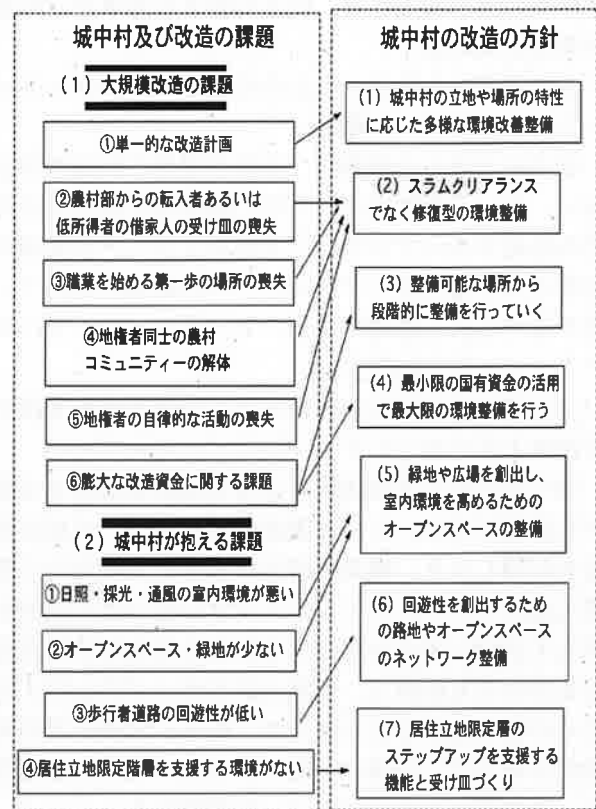 城中村及び改造の課題
(1)大規模改造の課題
①単一的な改造計画
②農村部からの転入者あるいは
低所得者の借家人の受け皿の喪失
③職業を始める第一歩の場所の喪失
④地権者同士の農村
コミュニティーの解体
⑤地権者の自律的な活動の喪失
⑥膨大な改造資金に関する課題
(2)城中村が抱える課題
①日照・採光・通風の室内環境が悪い
②オープンスペース・緑地が少ない
③歩行者道路の回遊性が低い
④居住立地限定階層を支援する環境がない
城中村の改造の方針
(1)城中村の立地や場所の特性
に応じた多様な環境改善整備
(2)スラムクリアランス
でなく修復型の環境整備
(3)整備可能な場所から
段階的に整備を行っていく
(4)最小限の国有資金の活用
で最大限の環境整備を行う
(5)緑地や広場を創出し、
室内環境を高めるための
オープンスペースの整備
(6)回遊性を創出するため
の路地やオープンスペース
のネットワーク整備
(7)居住立地限定層の
ステップアップを支援する
機能と受け皿づくり